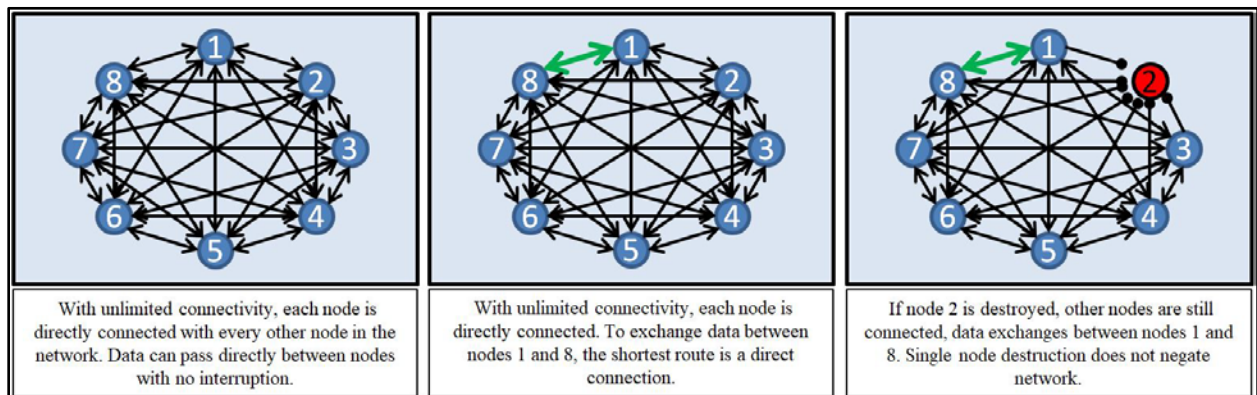 1
8
2
7
3
6
4
5
With unlimited connectivity, each node is
directly connected with every other node in the
network. Data can pass directly between nodes
with no interruption.
1
8
2
7
3
6
4
5
With unlimited connectivity, each node is
directly connected. To exchange data between
nodes 1 and 8, the shortest route is a direct
connection.
1
8
2
7
3
6
4
5
If node 2 is destroyed, other nodes are still
connected, data exchanges between nodes 1 and
8. Single node destruction does not negate
network.